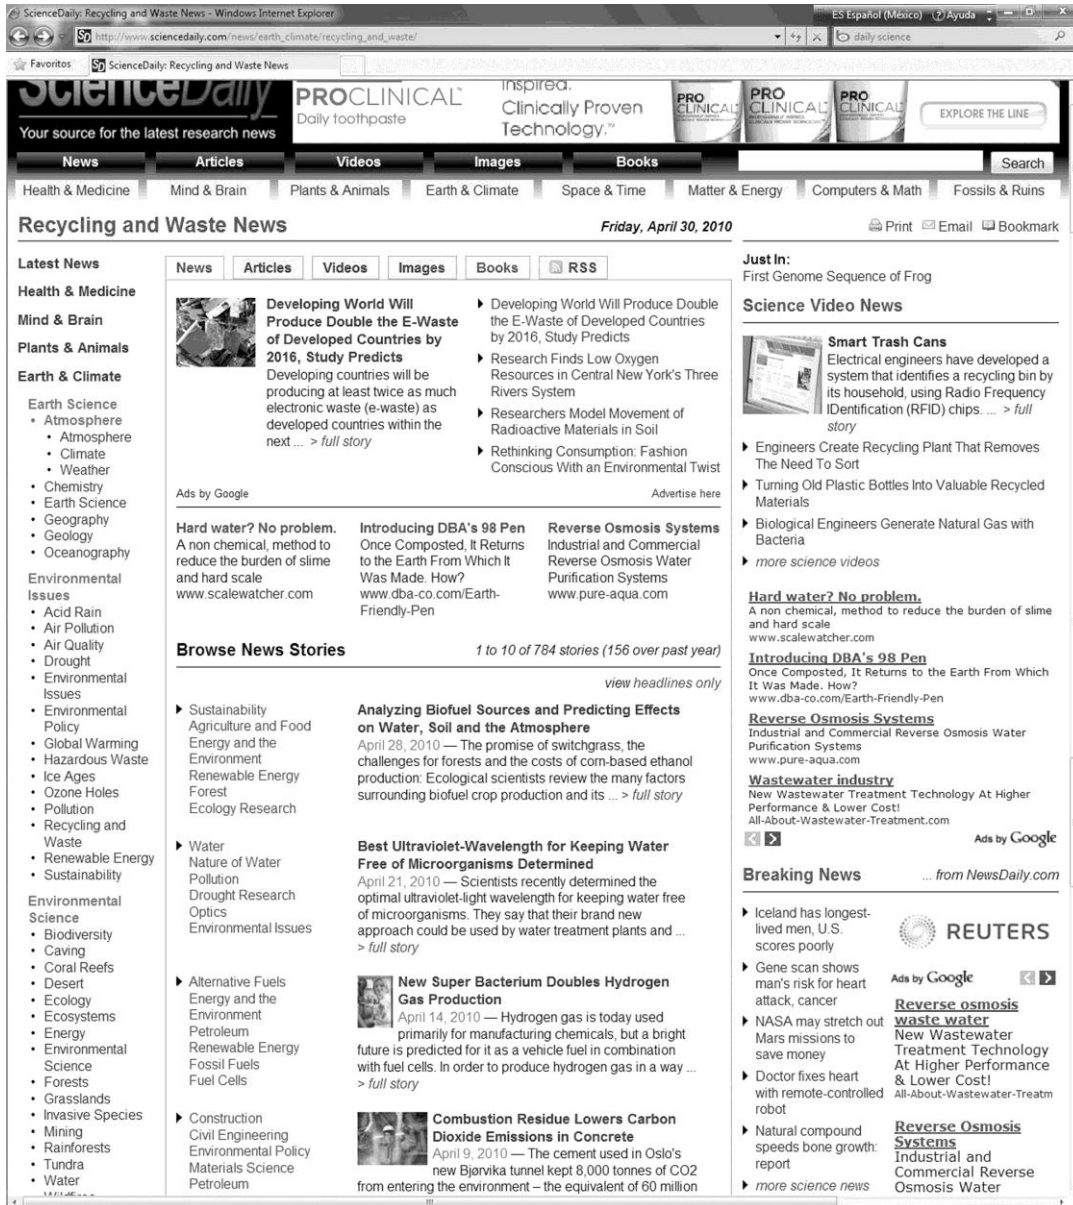 ScienceDaily: Recycling and Waste News - Windows Internet Explorer
ES Español (México) Ayuda
http://www.sciencedaily.com/news/earth_climate/recycling_and_waste/
daily science
Favoritos
ScienceDaily: Recycling and Waste News
ScienceDaily
Your source for the latest research news
PROCLINICAL
Daily toothpaste
Inspired.
Clinically Proven
Technology.™
PRO CLINICAL
PRO CLINICAL
PRO CLINICAL
EXPLORE THE LINE
News Articles Videos Images Books
Search
Health & Medicine Mind & Brain Plants & Animals Earth & Climate Space & Time Matter & Energy Computers & Math Fossils & Ruins
Recycling and Waste News
Friday, April 30, 2010
Print Email Bookmark
Latest News
Health & Medicine
Mind & Brain
Plants & Animals
Earth & Climate
Earth Science
• Atmosphere
• Atmosphere
• Climate
• Weather
• Chemistry
• Earth Science
• Geography
• Geology
• Oceanography
Environmental
Issues
• Acid Rain
• Air Pollution
• Air Quality
• Drought
• Environmental
Issues
• Environmental
Policy
• Global Warming
• Hazardous Waste
• Ice Ages
• Ozone Holes
• Pollution
• Recycling and
Waste
• Renewable Energy
• Sustainability
Environmental
Science
• Biodiversity
• Caving
• Coral Reefs
• Desert
• Ecology
• Ecosystems
• Energy
• Environmental
Science
• Forests
• Grasslands
• Invasive Species
• Mining
• Rainforests
• Tundra
• Water
News Articles Videos Images Books RSS
Developing World Will
Produce Double the E-Waste
of Developed Countries by
2016, Study Predicts
Developing countries will be
producing at least twice as much
electronic waste (e-waste) as
developed countries within the
next ... > full story
Developing World Will Produce Double
the E-Waste of Developed Countries
by 2016, Study Predicts
Research Finds Low Oxygen
Resources in Central New York's Three
Rivers System
Researchers Model Movement of
Radioactive Materials in Soil
Rethinking Consumption: Fashion
Conscious With an Environmental Twist
Ads by Google
Advertise here
Hard water? No problem.
A non chemical, method to
reduce the burden of slime
and hard scale
www.scalewatcher.com
Introducing DBA's 98 Pen
Once Composted, It Returns
to the Earth From Which It
Was Made. How?
www.dba-co.com/Earth-
Friendly-Pen
Reverse Osmosis Systems
Industrial and Commercial
Reverse Osmosis Water
Purification Systems
www.pure-aqua.com
Browse News Stories
1 to 10 of 784 stories (156 over past year)
view headlines only
Sustainability
Agriculture and Food
Energy and the
Environment
Renewable Energy
Forest
Ecology Research
Analyzing Biofuel Sources and Predicting Effects
on Water, Soil and the Atmosphere
April 28, 2010 — The promise of switchgrass, the
challenges for forests and the costs of corn-based ethanol
production: Ecological scientists review the many factors
surrounding biofuel crop production and its ... > full story
Water
Nature of Water
Pollution
Drought Research
Optics
Environmental Issues
Best Ultraviolet-Wavelength for Keeping Water
Free of Microorganisms Determined
April 21, 2010 — Scientists recently determined the
optimal ultraviolet-light wavelength for keeping water free
of microorganisms. They say that their brand new
approach could be used by water treatment plants and ...
> full story
Alternative Fuels
Energy and the
Environment
Petroleum
Renewable Energy
Fossil Fuels
Fuel Cells
New Super Bacterium Doubles Hydrogen
Gas Production
April 14, 2010 — Hydrogen gas is today used
primarily for manufacturing chemicals, but a bright
future is predicted for it as a vehicle fuel in combination
with fuel cells. In order to produce hydrogen gas in a way ...
> full story
Construction
Civil Engineering
Environmental Policy
Materials Science
Petroleum
Combustion Residue Lowers Carbon
Dioxide Emissions in Concrete
April 9, 2010 — The cement used in Oslo's
new Bjørvika tunnel kept 8,000 tonnes of CO2
from entering the environment – the equivalent of 60 million
Just In:
First Genome Sequence of Frog
Science Video News
Smart Trash Cans
Electrical engineers have developed a
system that identifies a recycling bin by
its household, using Radio Frequency
IDentification (RFID) chips. ... > full
story
Engineers Create Recycling Plant That Removes
The Need To Sort
Turning Old Plastic Bottles Into Valuable Recycled
Materials
Biological Engineers Generate Natural Gas with
Bacteria
more science videos
Hard water? No problem.
A non chemical, method to reduce the burden of slime
and hard scale
www.scalewatcher.com
Introducing DBA's 98 Pen
Once Composted, It Returns to the Earth From Which
It Was Made. How?
www.dba-co.com/Earth-Friendly-Pen
Reverse Osmosis Systems
Industrial and Commercial Reverse Osmosis Water
Purification Systems
www.pure-aqua.com
Wastewater industry
New Wastewater Treatment Technology At Higher
Performance & Lower Cost!
All-About-Wastewater-Treatment.com
Ads by Google
Breaking News
... from NewsDaily.com
Iceland has longest-
lived men, U.S.
scores poorly
Gene scan shows
man's risk for heart
attack, cancer
NASA may stretch out
Mars missions to
save money
Doctor fixes heart
with remote-controlled
robot
Natural compound
speeds bone growth:
report
more science news
REUTERS
Ads by Google
Reverse osmosis
waste water
New Wastewater
Treatment Technology
At Higher Performance
& Lower Cost!
All-About-Wastewater-Treatm
Reverse Osmosis
Systems
Industrial and
Commercial Reverse
Osmosis Water